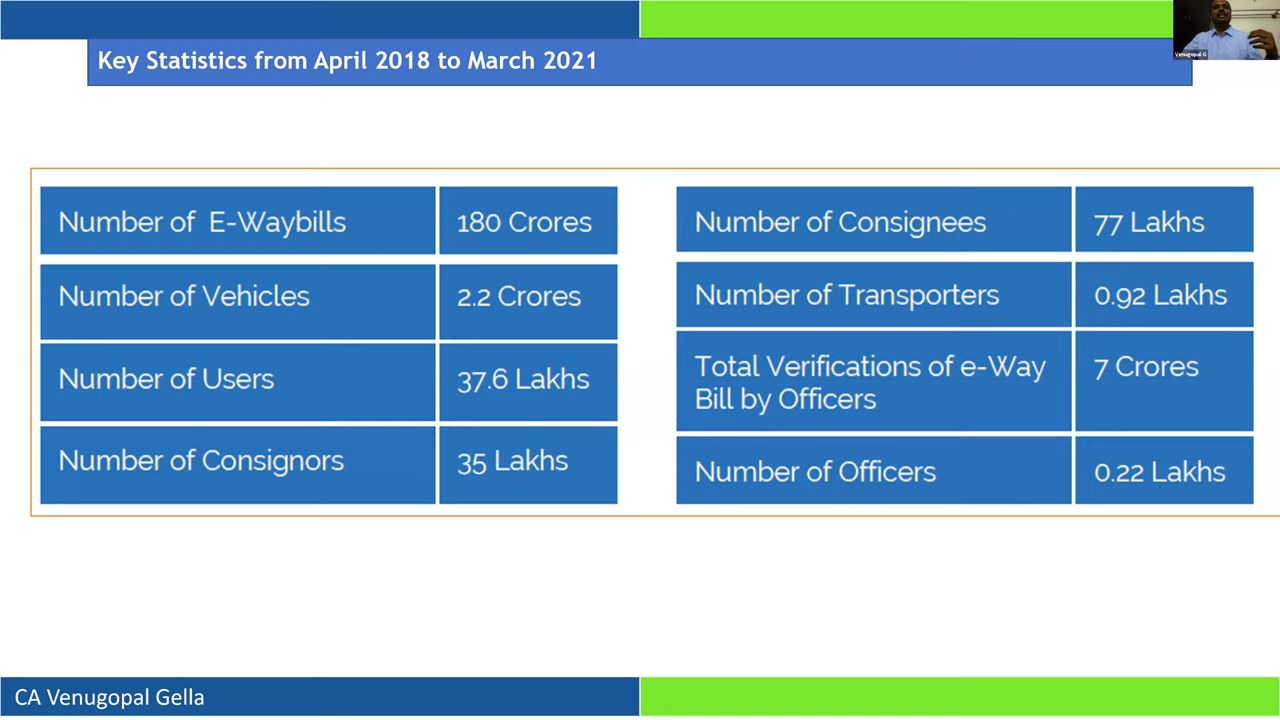 Key Statistics from April 2018 to March 2021
Venugopal G
Number of E-Waybills 180 Crores
Number of Vehicles 2.2 Crores
Number of Users 37.6 Lakhs
Number of Consignors 35 Lakhs
Number of Consignees 77 Lakhs
Number of Transporters 0.92 Lakhs
Total Verifications of e-Way 7 Crores
Bill by Officers
Number of Officers 0.22 Lakhs
CA Venugopal Gella